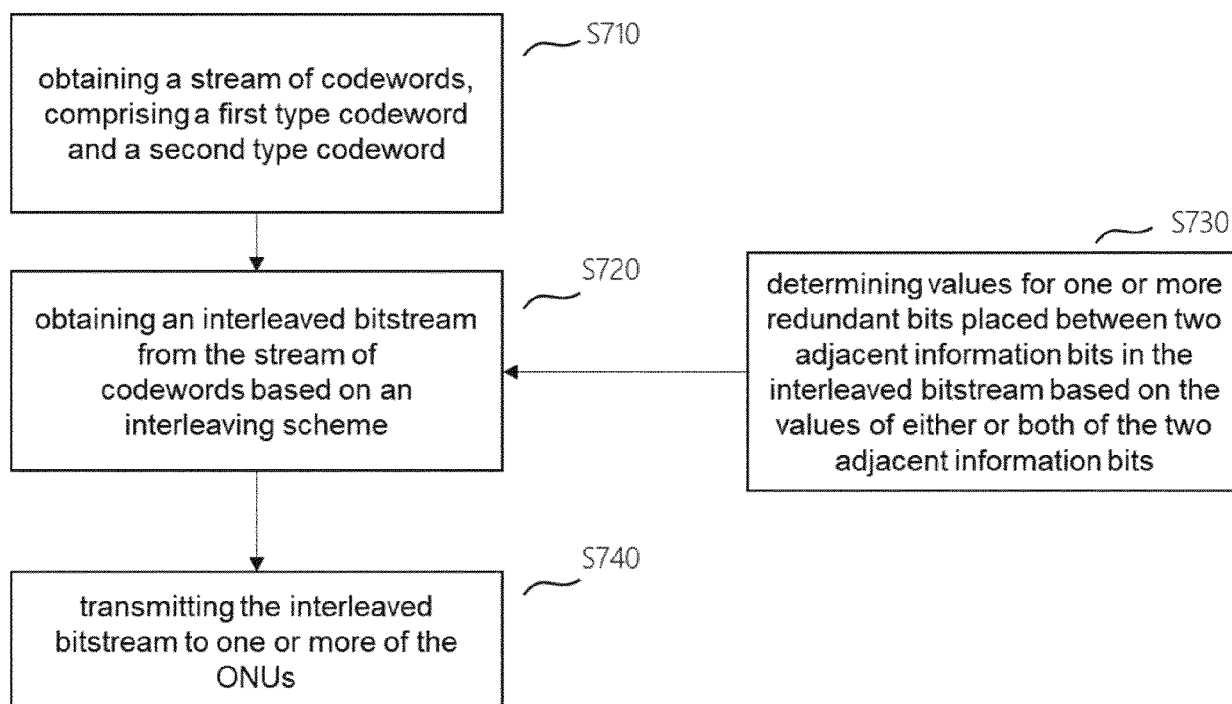 S710
obtaining a stream of codewords,
comprising a first type codeword
and a second type codeword
S720
obtaining an interleaved bitstream
from the stream of
codewords based on an
interleaving scheme
S730
determining values for one or more
redundant bits placed between two
adjacent information bits in the
interleaved bitstream based on the
values of either or both of the two
adjacent information bits
S740
transmitting the interleaved
bitstream to one or more of the
ONUs